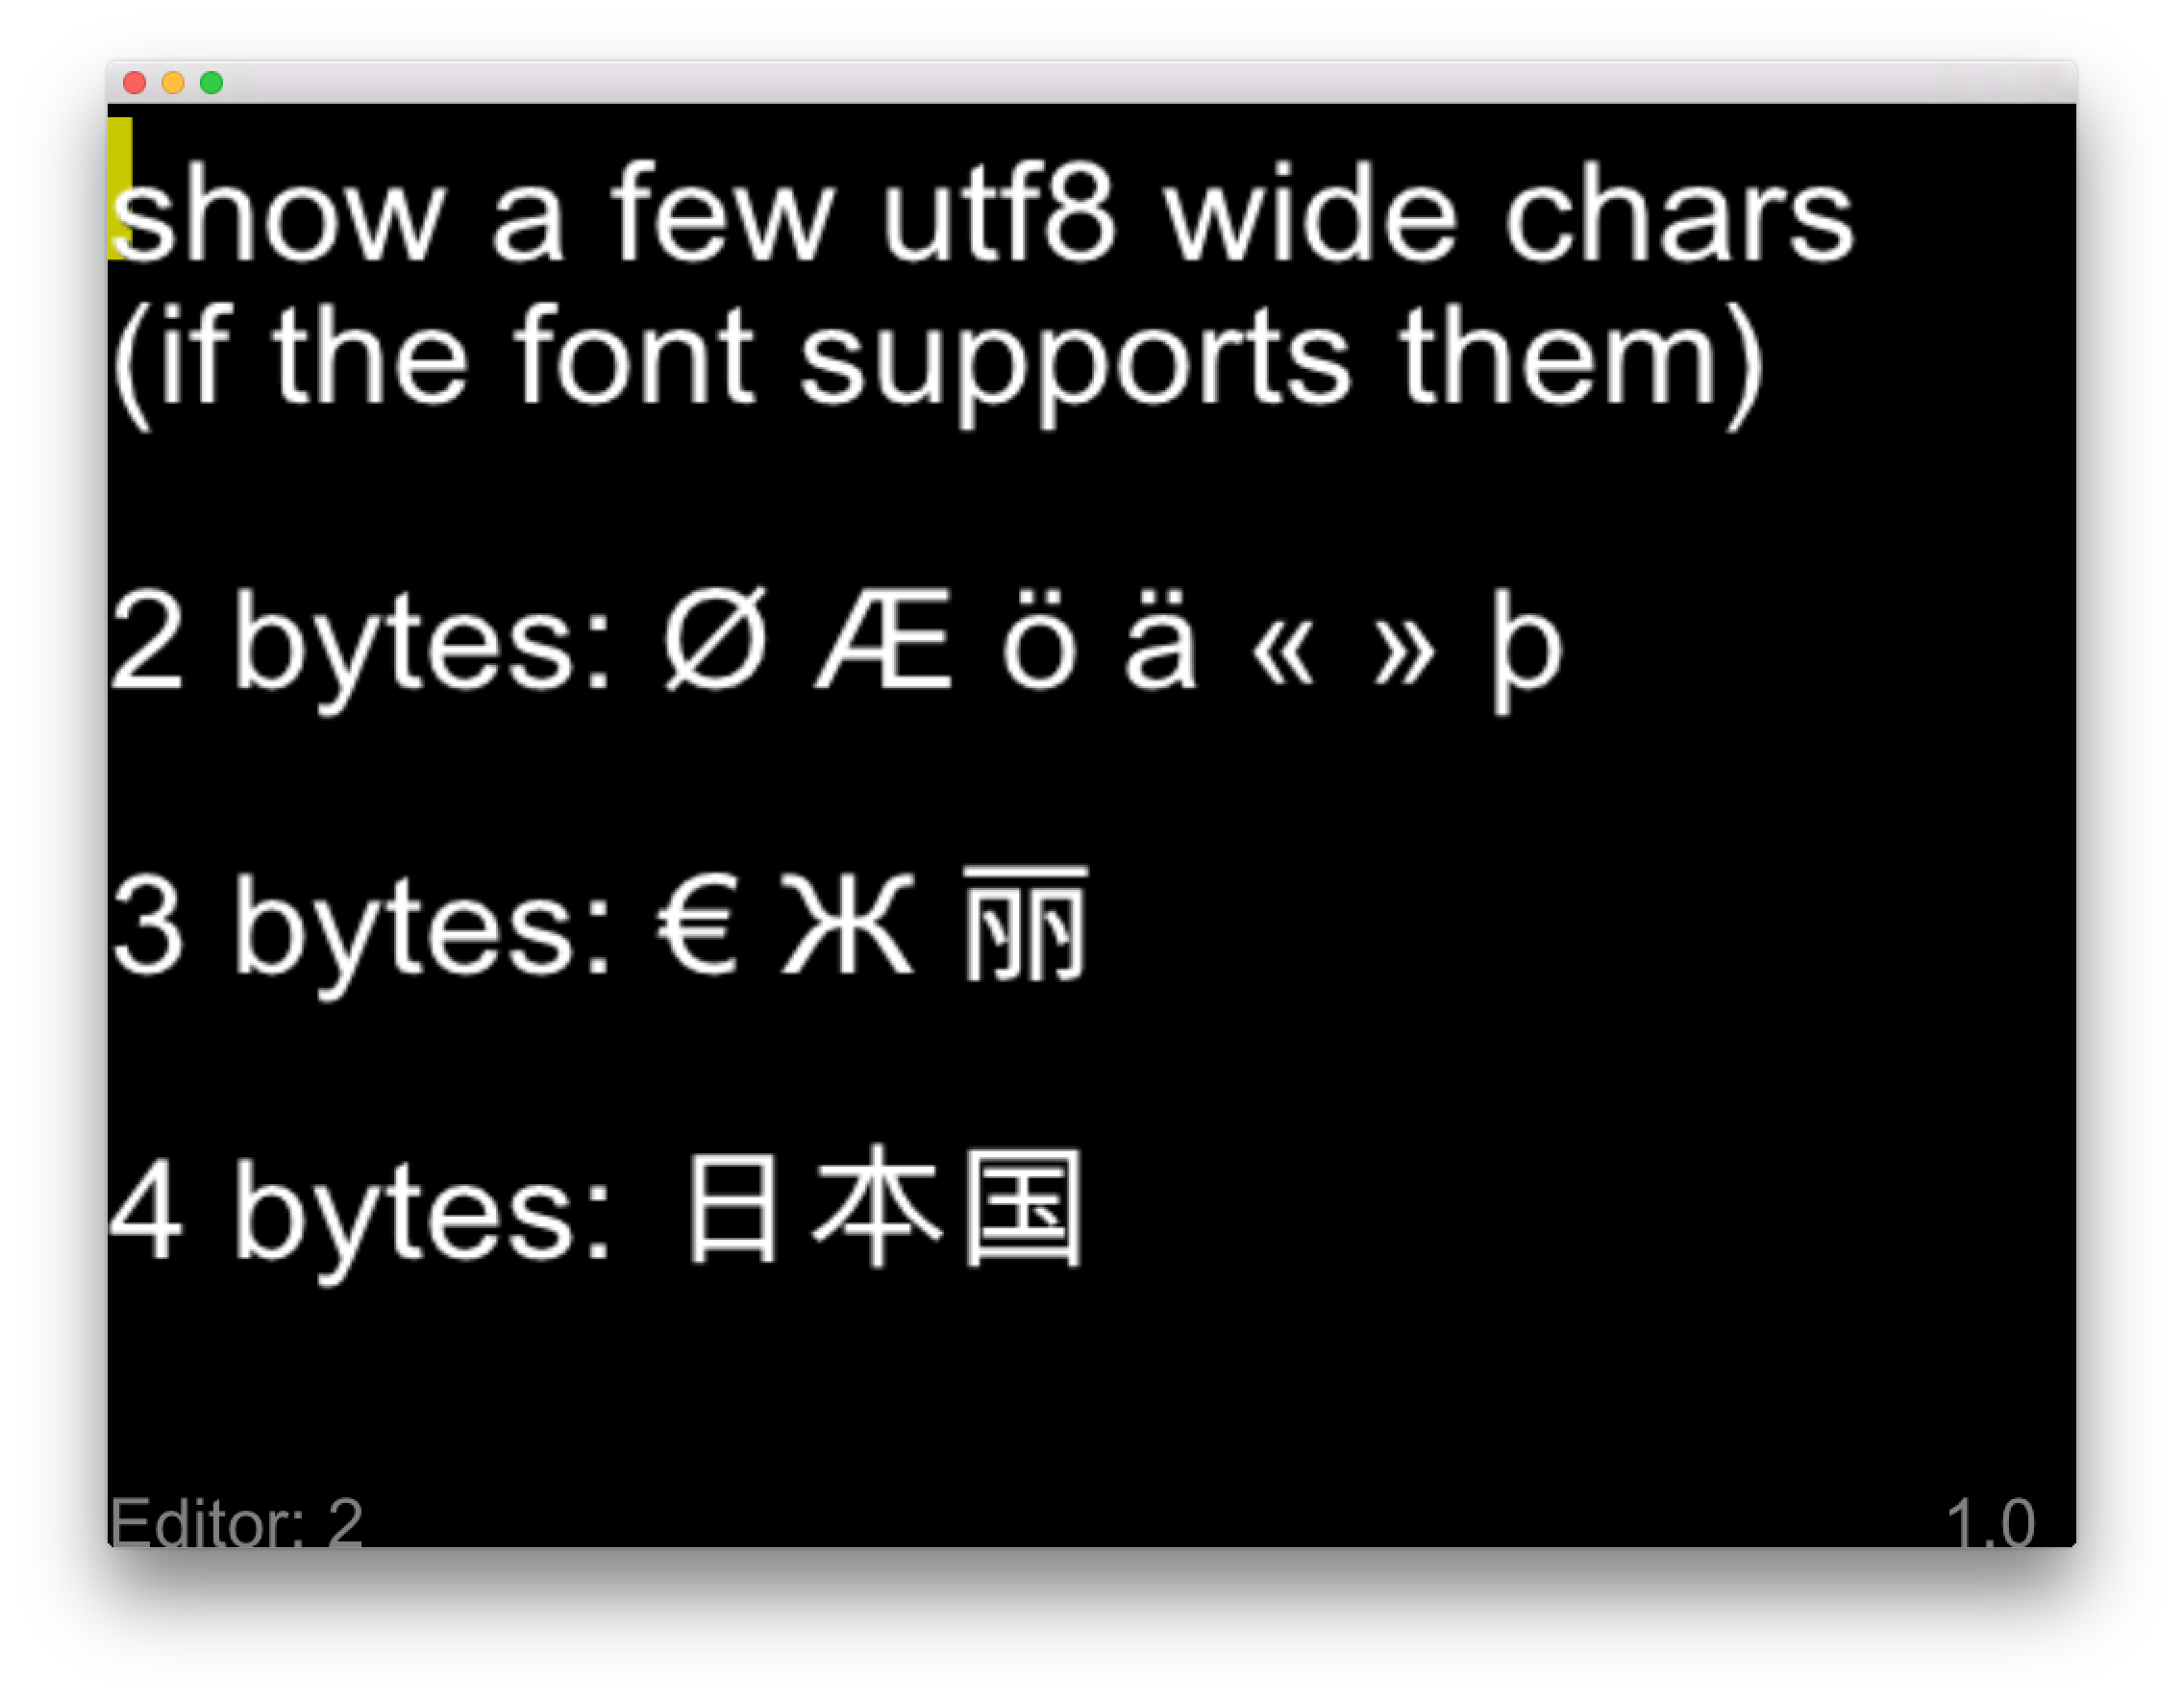 show a few utf8 wide chars
(if the font supports them)
2 bytes: Ø Æ ö ä « » þ
3 bytes: € Ж 丽
4 bytes: 日本国
Editor: 2
1.0